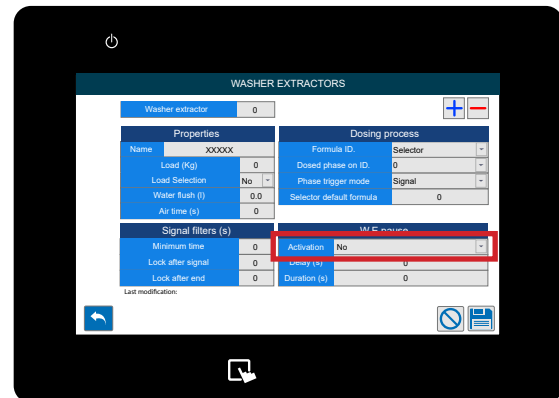 WASHER EXTRACTORS
Washer extractor 0
Properties
Name XXXXX
Load (Kg) 0
Load Selection No
Water flush (l) 0.0
Air time (s) 0
Dosing process
Formula ID. Selector
Dosed phase on ID. 0
Phase trigger mode Signal
Selector default formula 0
Signal filters (s)
Minimum time 0
Lock after signal 0
Lock after end 0
W.E pause
Activation No
Delay (s) 0
Duration (s) 0
Last modification: